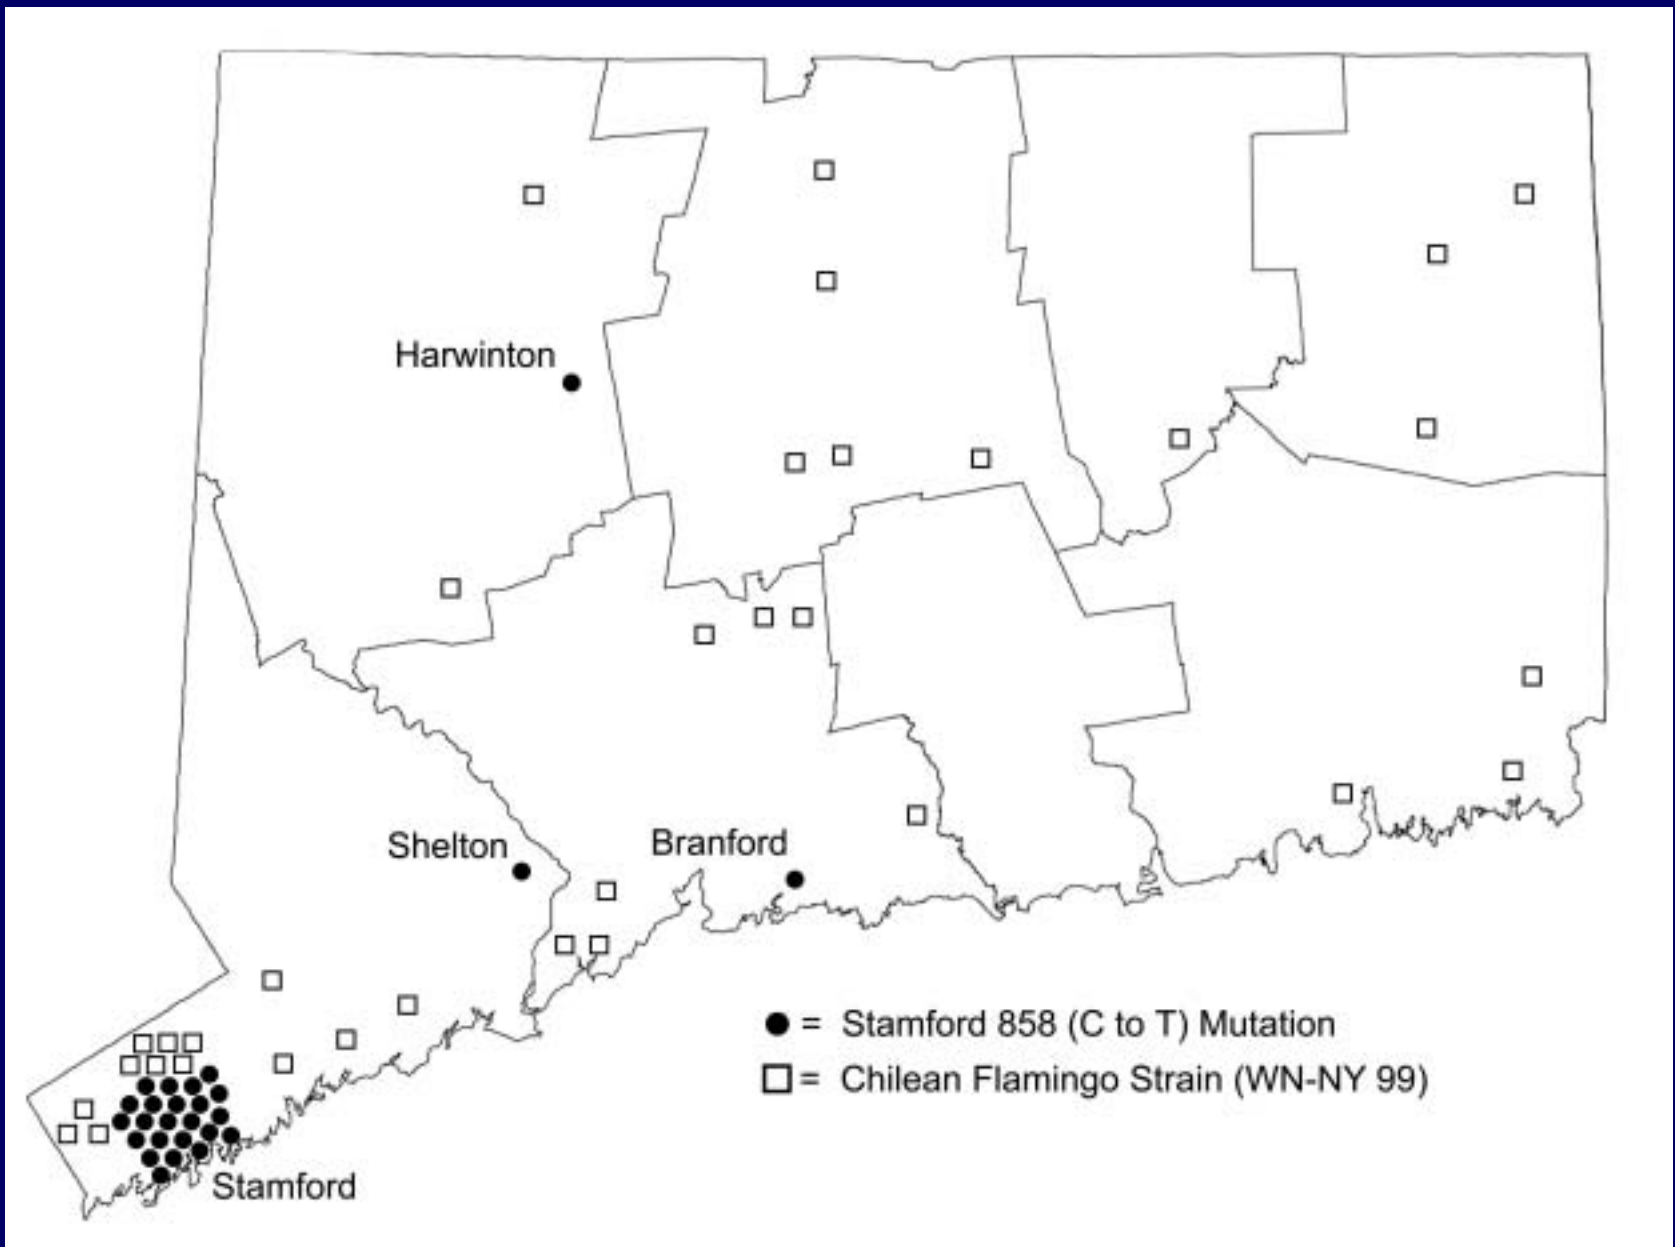 Harwinton
Shelton
Branford
● = Stamford 858 (C to T) Mutation
□ = Chilean Flamingo Strain (WN-NY 99)
Stamford